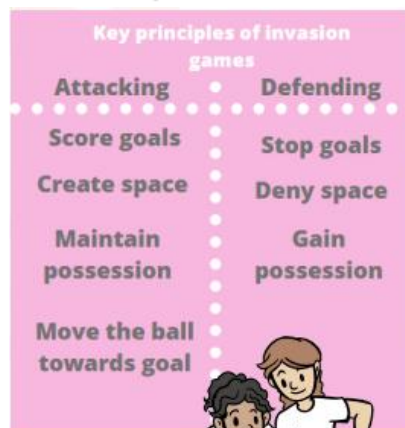 Key principles of invasion
games
Attacking
Defending
Score goals
Stop goals
Create space
Deny space
Maintain
possession
Gain
possession
Move the ball
towards goal